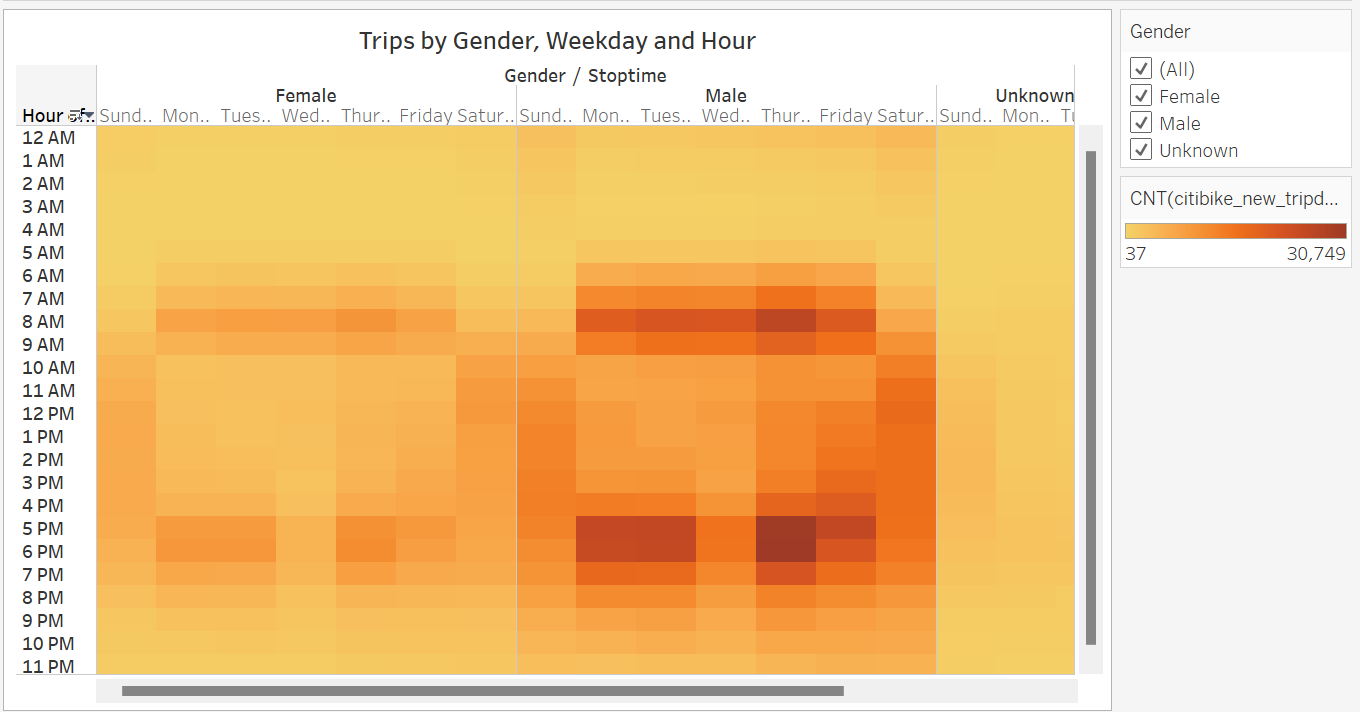 Trips by Gender, Weekday and Hour
Gender / Stoptime
Female Male Unknown
Sund.. Mon.. Tues.. Wed.. Thur.. Friday Satur.. Sund.. Mon.. Tues.. Wed.. Thur.. Friday Satur.. Sund.. Mon..
12 AM
1 AM
2 AM
3 AM
4 AM
5 AM
6 AM
7 AM
8 AM
9 AM
10 AM
11 AM
12 PM
1 PM
2 PM
3 PM
4 PM
5 PM
6 PM
7 PM
8 PM
9 PM
10 PM
11 PM
Gender
(All)
Female
Male
Unknown
CNT(citibike_new_tripd...
37 30,749